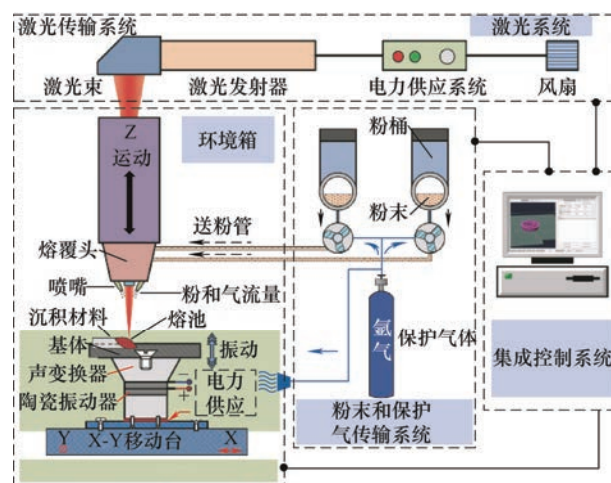 激光传输系统
激光系统
激光束
激光发射器
电力供应系统
风扇
Z
运动
环境箱
粉桶
粉末
送粉管
熔覆头
喷嘴
粉和气流量
沉积材料
熔池
基体
振动
声变换器
陶瓷振动器
电力
供应
－
＋
X-Y移动台
Y
X
氩气
保护气体
粉末和保护
气传输系统
集成控制系统